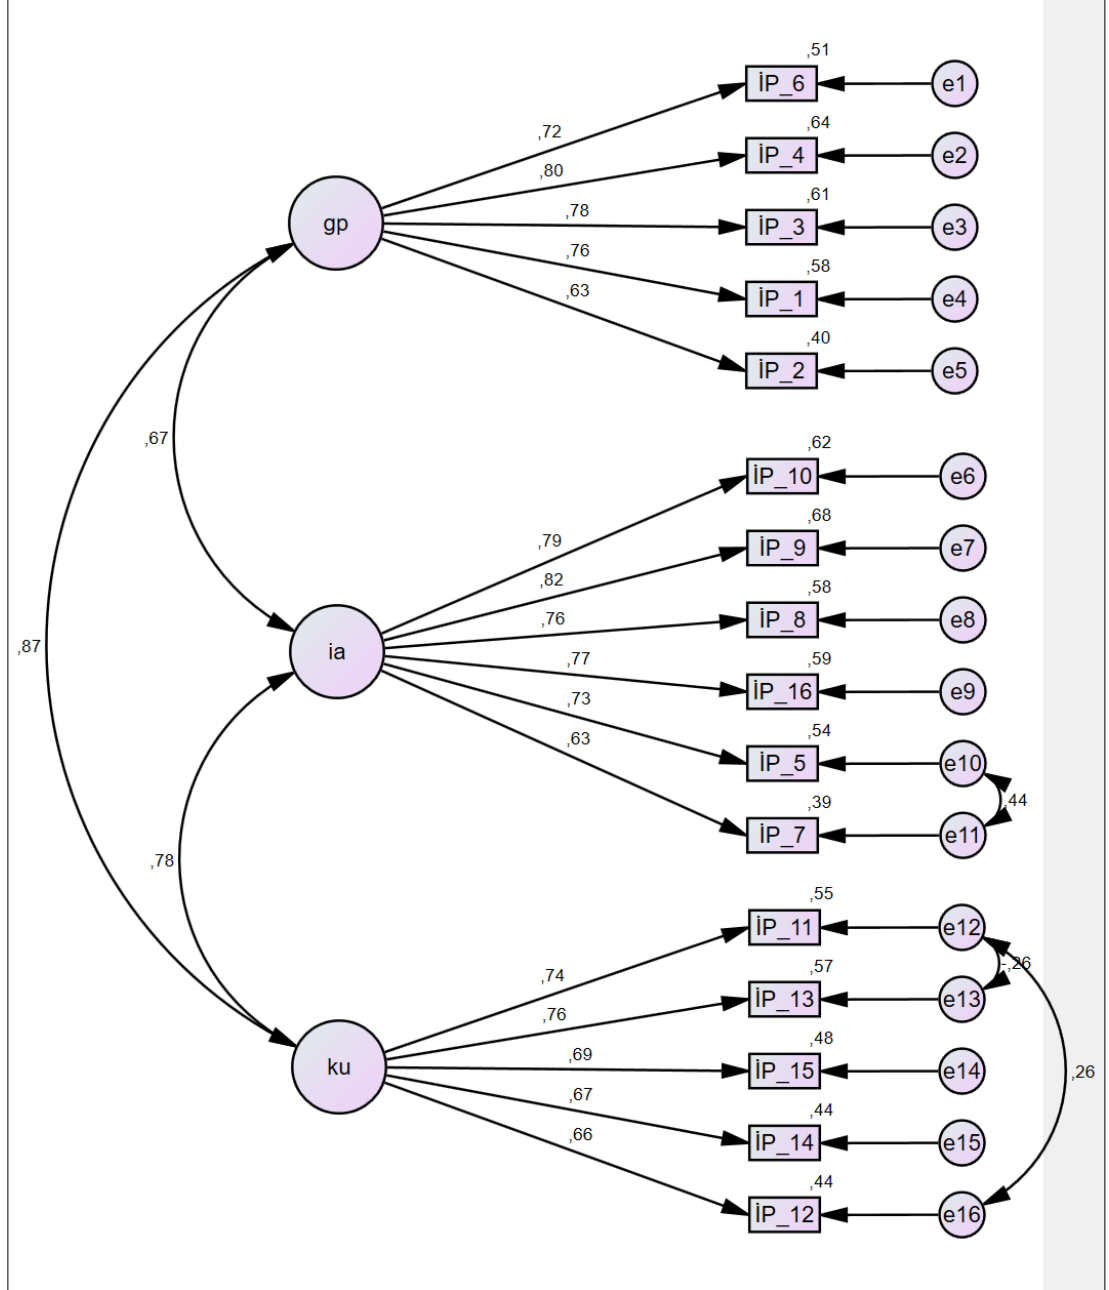 ,51
İP_6
e1
,72
,64
İP_4
e2
,80
,61
İP_3
e3
,78
gp
,58
İP_1
e4
,76
,63
,40
İP_2
e5
,67
,62
İP_10
e6
,79
,68
İP_9
e7
,82
,58
İP_8
e8
,76
,87
ia
,59
İP_16
e9
,77
,73
,54
İP_5
e10
,63
,44
,39
İP_7
e11
,78
,55
İP_11
e12
-,26
,74
,57
İP_13
e13
,76
,48
İP_15
e14
,69
ku
,26
,67
,44
İP_14
e15
,66
,44
İP_12
e16